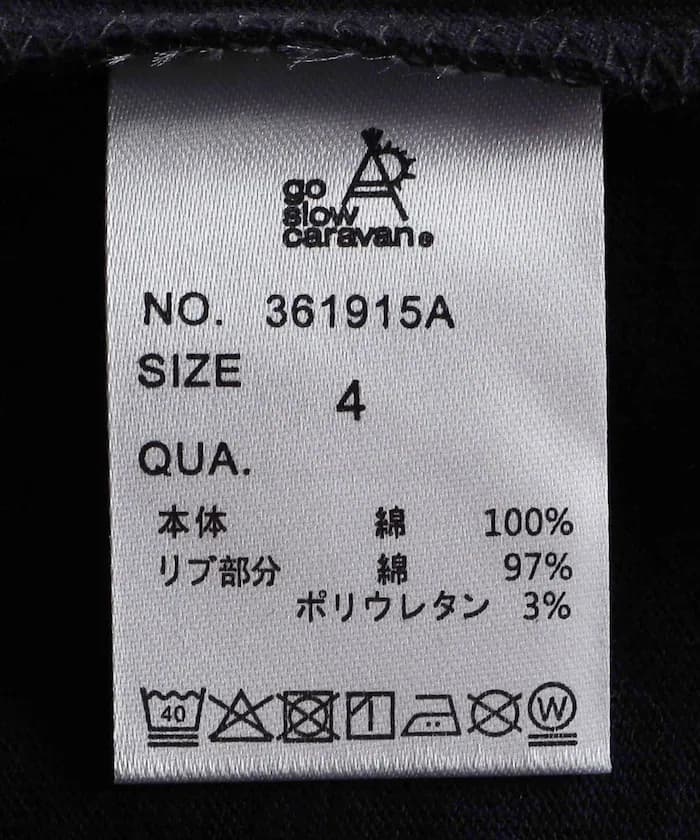 go
slow
caravan®
NO. 361915A
SIZE
4
QUA.
本体 綿 100%
リブ部分 綿 97%
ポリウレタン 3%
40 W